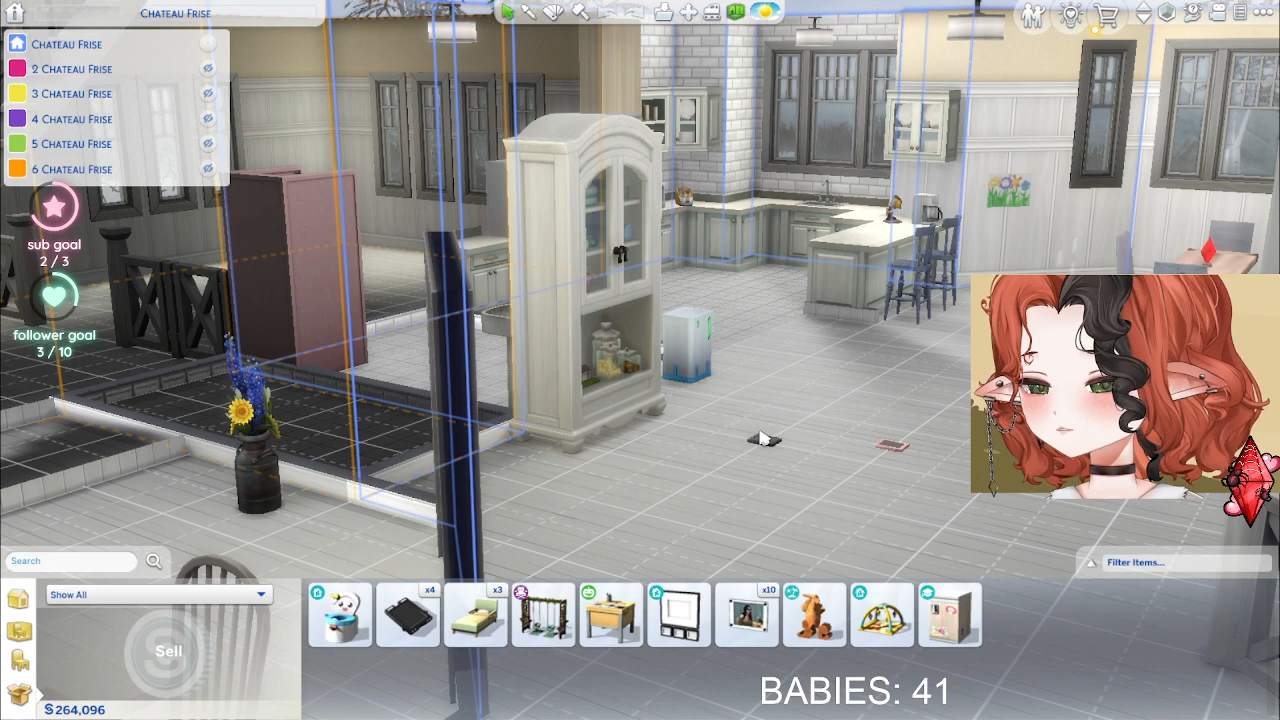 CHATEAU FRISE
CHATEAU FRISE
2 CHATEAU FRISE
3 CHATEAU FRISE
4 CHATEAU FRISE
5 CHATEAU FRISE
6 CHATEAU FRISE
sub goal
2 / 3
follower goal
3 / 10
Search
Filter Items...
Show All
Sell
S
x4
x3
x10
§264,096
BABIES: 41